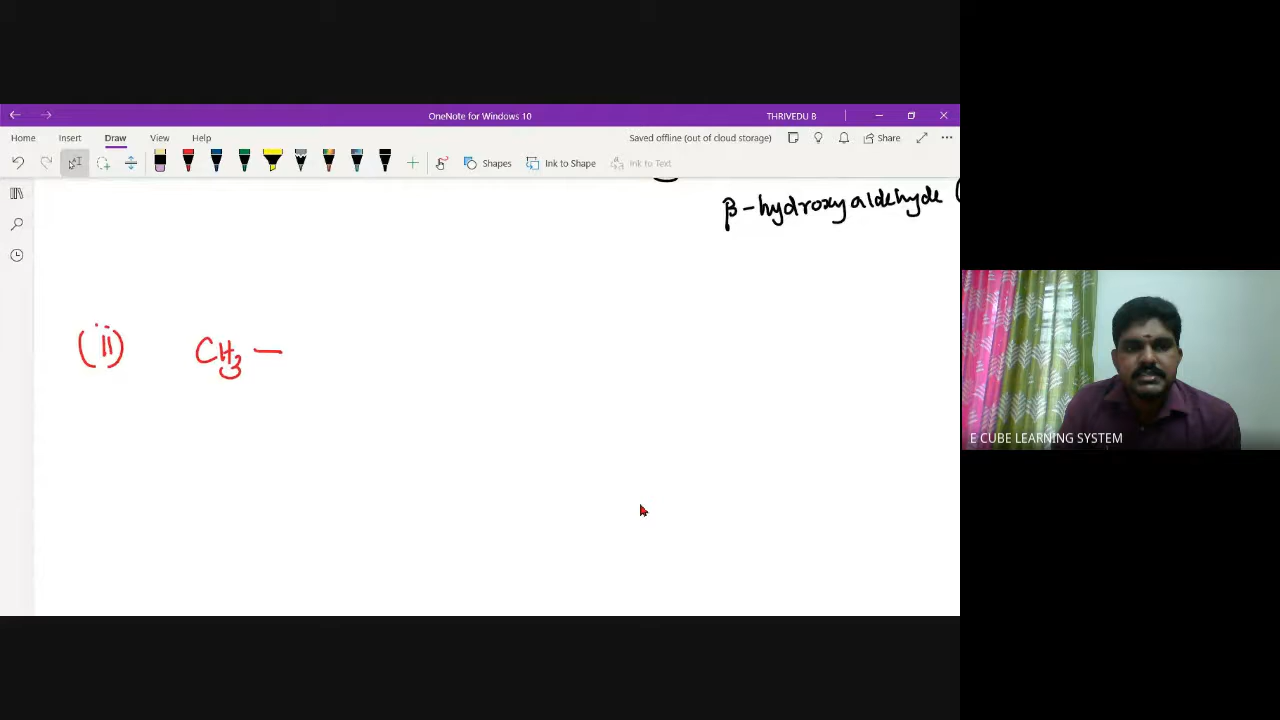 OneNote for Windows 10
THRIVEDU B
Home Insert Draw View Help
Saved offline (out of cloud storage)
Share
Shapes
Ink to Shape
Ink to Text
β-hydroxy aldehyde (
(ii) CH3 —
E CUBE LEARNING SYSTEM